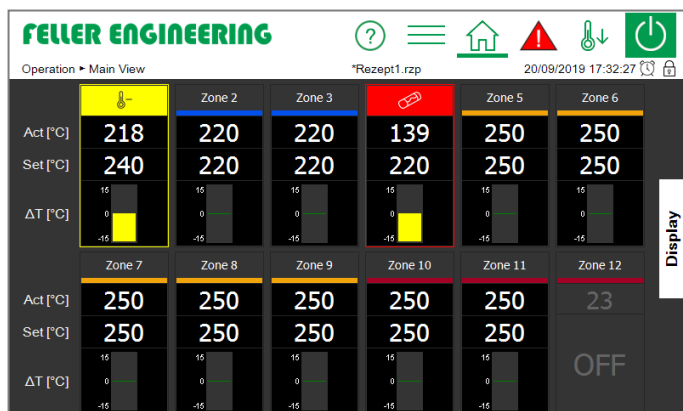 FELLER ENGINEERING
?
!
Operation ► Main View *Rezept1.rzp 20/09/2019 17:32:27
Zone 2 Zone 3 Zone 5 Zone 6
Act [°C] 218 220 220 139 250 250
Set [°C] 240 220 220 220 250 250
15 15 15 15 15 15
ΔT [°C] 0 0 0 0 0 0
-15 -15 -15 -15 -15 -15
Display
Zone 7 Zone 8 Zone 9 Zone 10 Zone 11 Zone 12
Act [°C] 250 250 250 250 250 23
Set [°C] 250 250 250 250 250
OFF
15 15 15 15 15
ΔT [°C] 0 0 0 0 0
-15 -15 -15 -15 -15